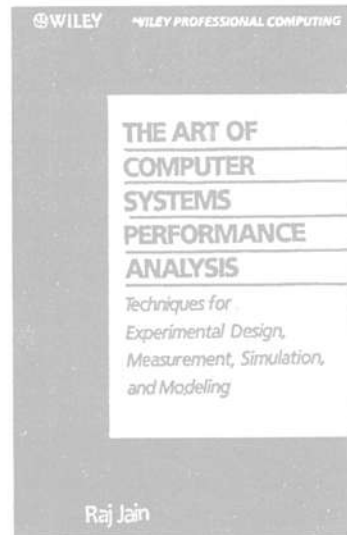 WILEY WILEY PROFESSIONAL COMPUTING
THE ART OF
COMPUTER
SYSTEMS
PERFORMANCE
ANALYSIS
Techniques for
Experimental Design,
Measurement, Simulation,
and Modeling
Raj Jain